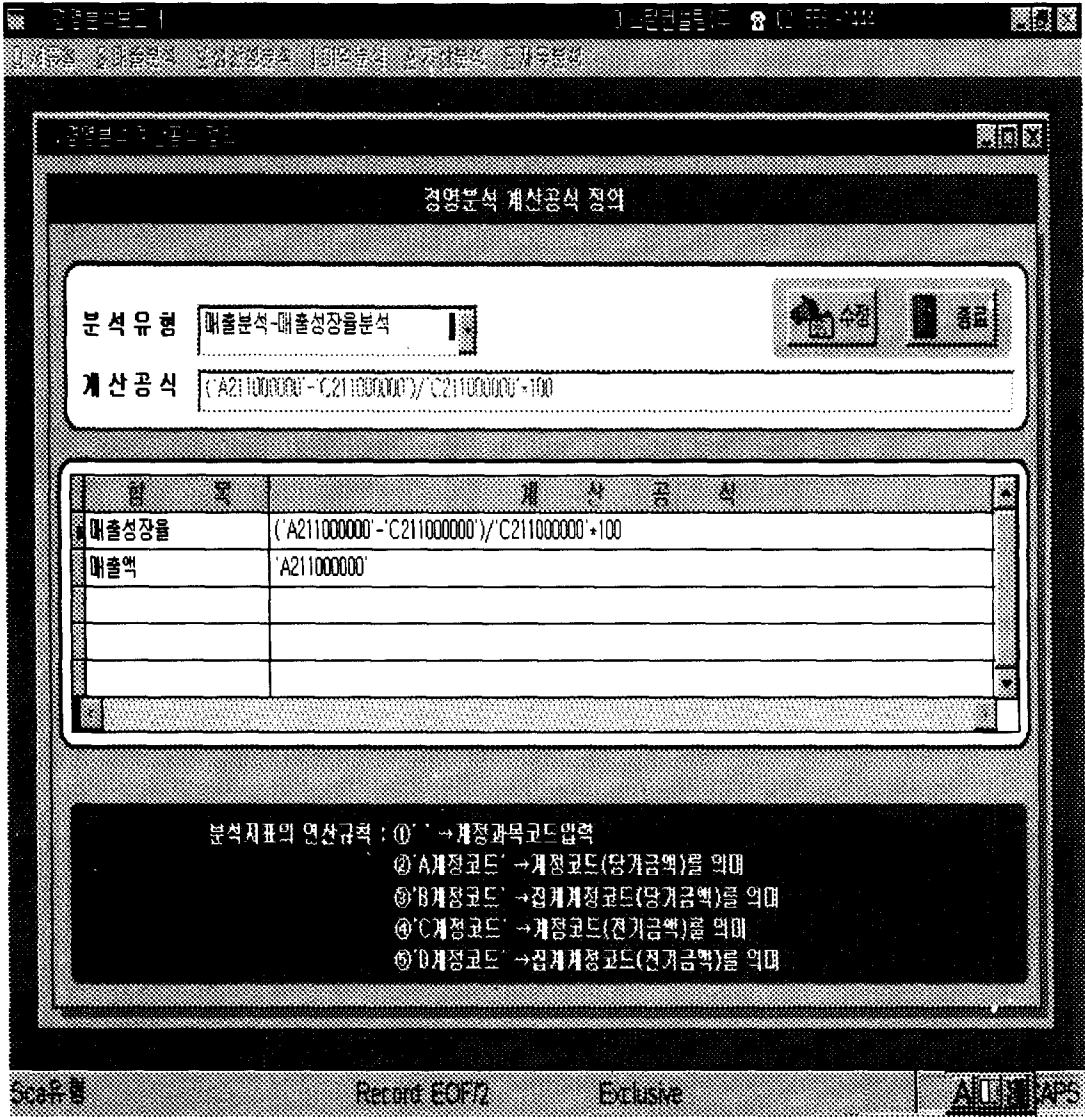 경영분석 계산공식 정의
분석유형 매출분석-매출성장율분석
수정 종료
계산공식 ('A211000000'-'C211000000')/'C211000000'*100
항 목 계 산 공 식
매출성장율 ('A211000000'-'C211000000')/'C211000000'*100
매출액 'A211000000'
분석지표의 연산규칙 : ①' ' →계정과목코드입력
②'A계정코드' →계정코드(당기금액)를 의미
③'B계정코드' →집계계정코드(당기금액)를 의미
④'C계정코드' →계정코드(전기금액)를 의미
⑤'D계정코드' →집계계정코드(전기금액)를 의미
Sca유형 Record: EOF/2 Exclusive